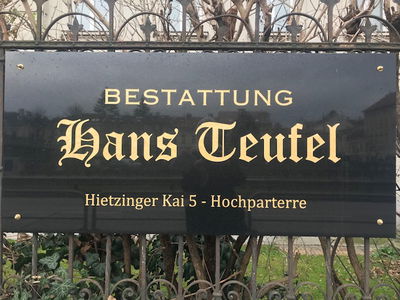 BESTATTUNG
Hans Teufel
Hietzinger Kai 5 - Hochparterre